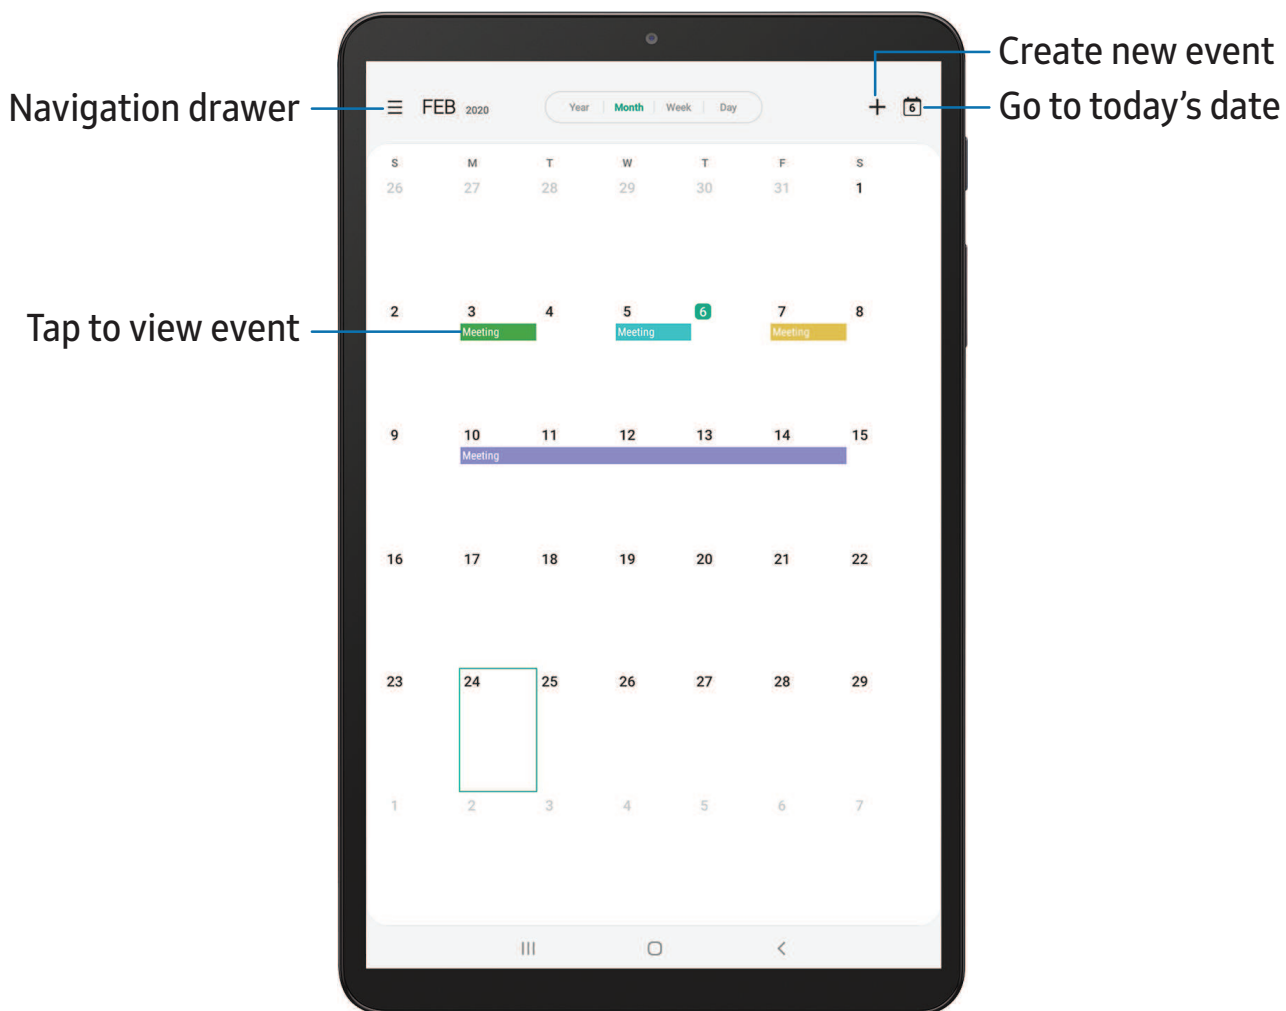 Create new event
Navigation drawer
FEB 2020
Year Month Week Day
6
Go to today's date
S M T W T F S
26 27 28 29 30 31 1
2 3 4 5 6 7 8
Tap to view event
Meeting Meeting Meeting
9 10 11 12 13 14 15
Meeting
16 17 18 19 20 21 22
23 24 25 26 27 28 29
1 2 3 4 5 6 7